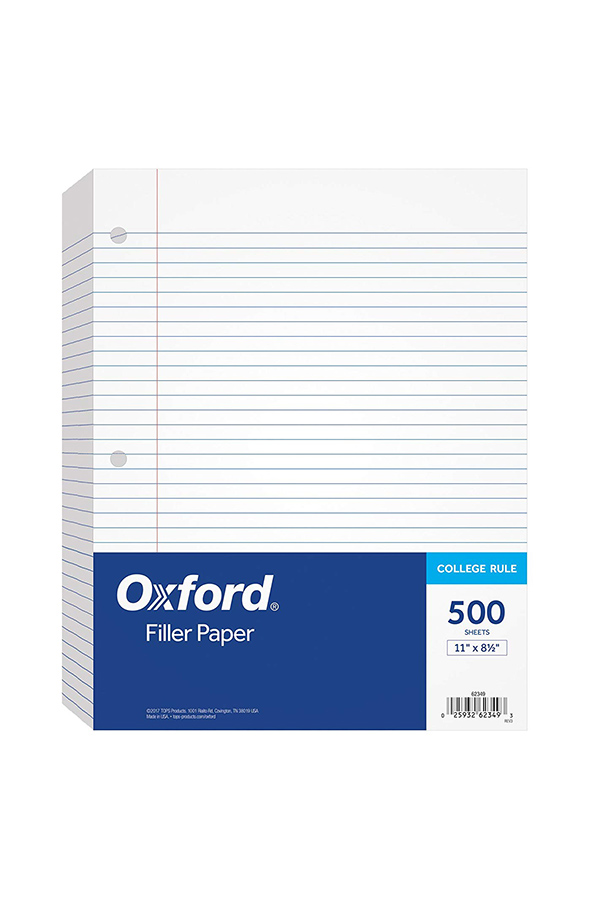 Oxford®
Filler Paper
©2017 TOPS Products, 1001 Rialto Rd, Covington, TN 38019 USA
Made in USA. • tops-products.com/oxford
COLLEGE RULE
500
SHEETS
11" x 8½"
62349
0 25932 62349 3